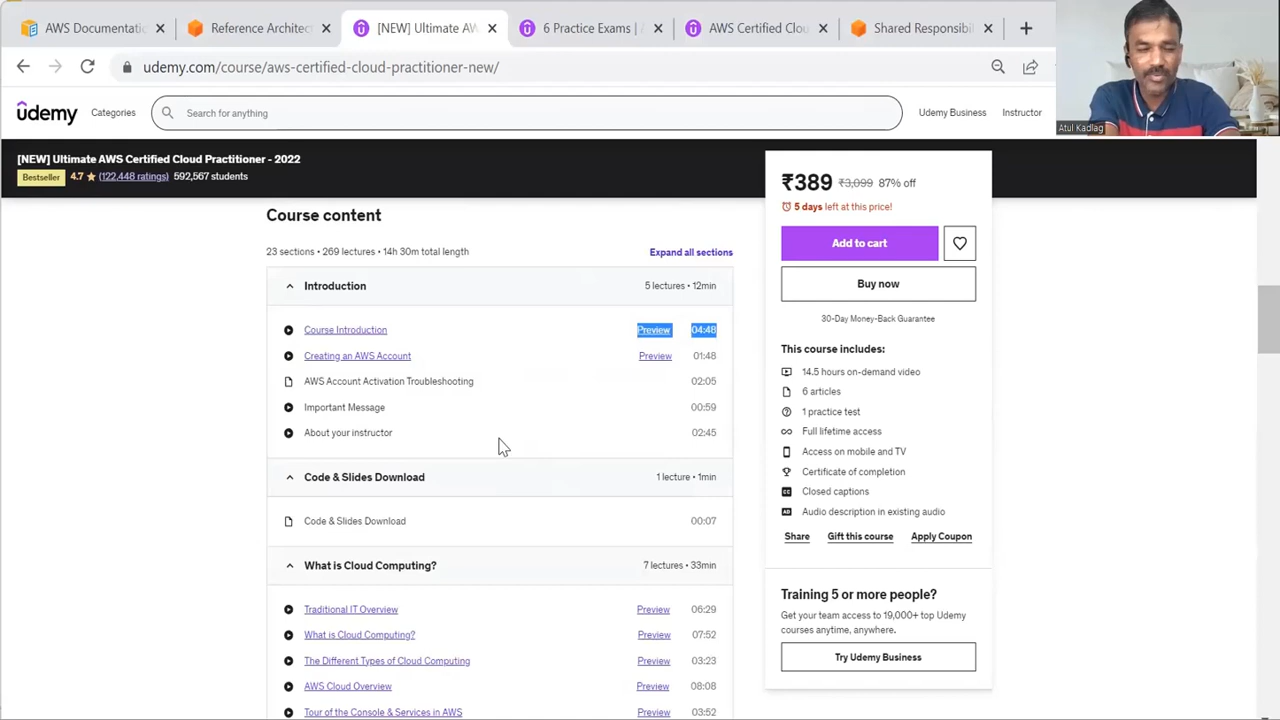 AWS Documentatio
Reference Architect
[NEW] Ultimate AW
6 Practice Exams | A
AWS Certified Clou
Shared Responsibil
udemy.com/course/aws-certified-cloud-practitioner-new/
Atul Kadlag
udemy
Categories
Search for anything
Udemy Business
Instructor
[NEW] Ultimate AWS Certified Cloud Practitioner - 2022
Bestseller 4.7 (122,448 ratings) 592,567 students
₹389 ₹3,099 87% off
5 days left at this price!
Add to cart
Buy now
30-Day Money-Back Guarantee
This course includes:
14.5 hours on-demand video
6 articles
1 practice test
Full lifetime access
Access on mobile and TV
Certificate of completion
Closed captions
Audio description in existing audio
Share Gift this course Apply Coupon
Training 5 or more people?
Get your team access to 19,000+ top Udemy
courses anytime, anywhere.
Try Udemy Business
Course content
23 sections • 269 lectures • 14h 30m total length Expand all sections
Introduction 5 lectures • 12min
Course Introduction Preview 04:48
Creating an AWS Account Preview 01:48
AWS Account Activation Troubleshooting 02:05
Important Message 00:59
About your instructor 02:45
Code & Slides Download 1 lecture • 1min
Code & Slides Download 00:07
What is Cloud Computing? 7 lectures • 33min
Traditional IT Overview Preview 06:29
What is Cloud Computing? Preview 07:52
The Different Types of Cloud Computing Preview 03:23
AWS Cloud Overview Preview 08:08
Tour of the Console & Services in AWS Preview 03:52